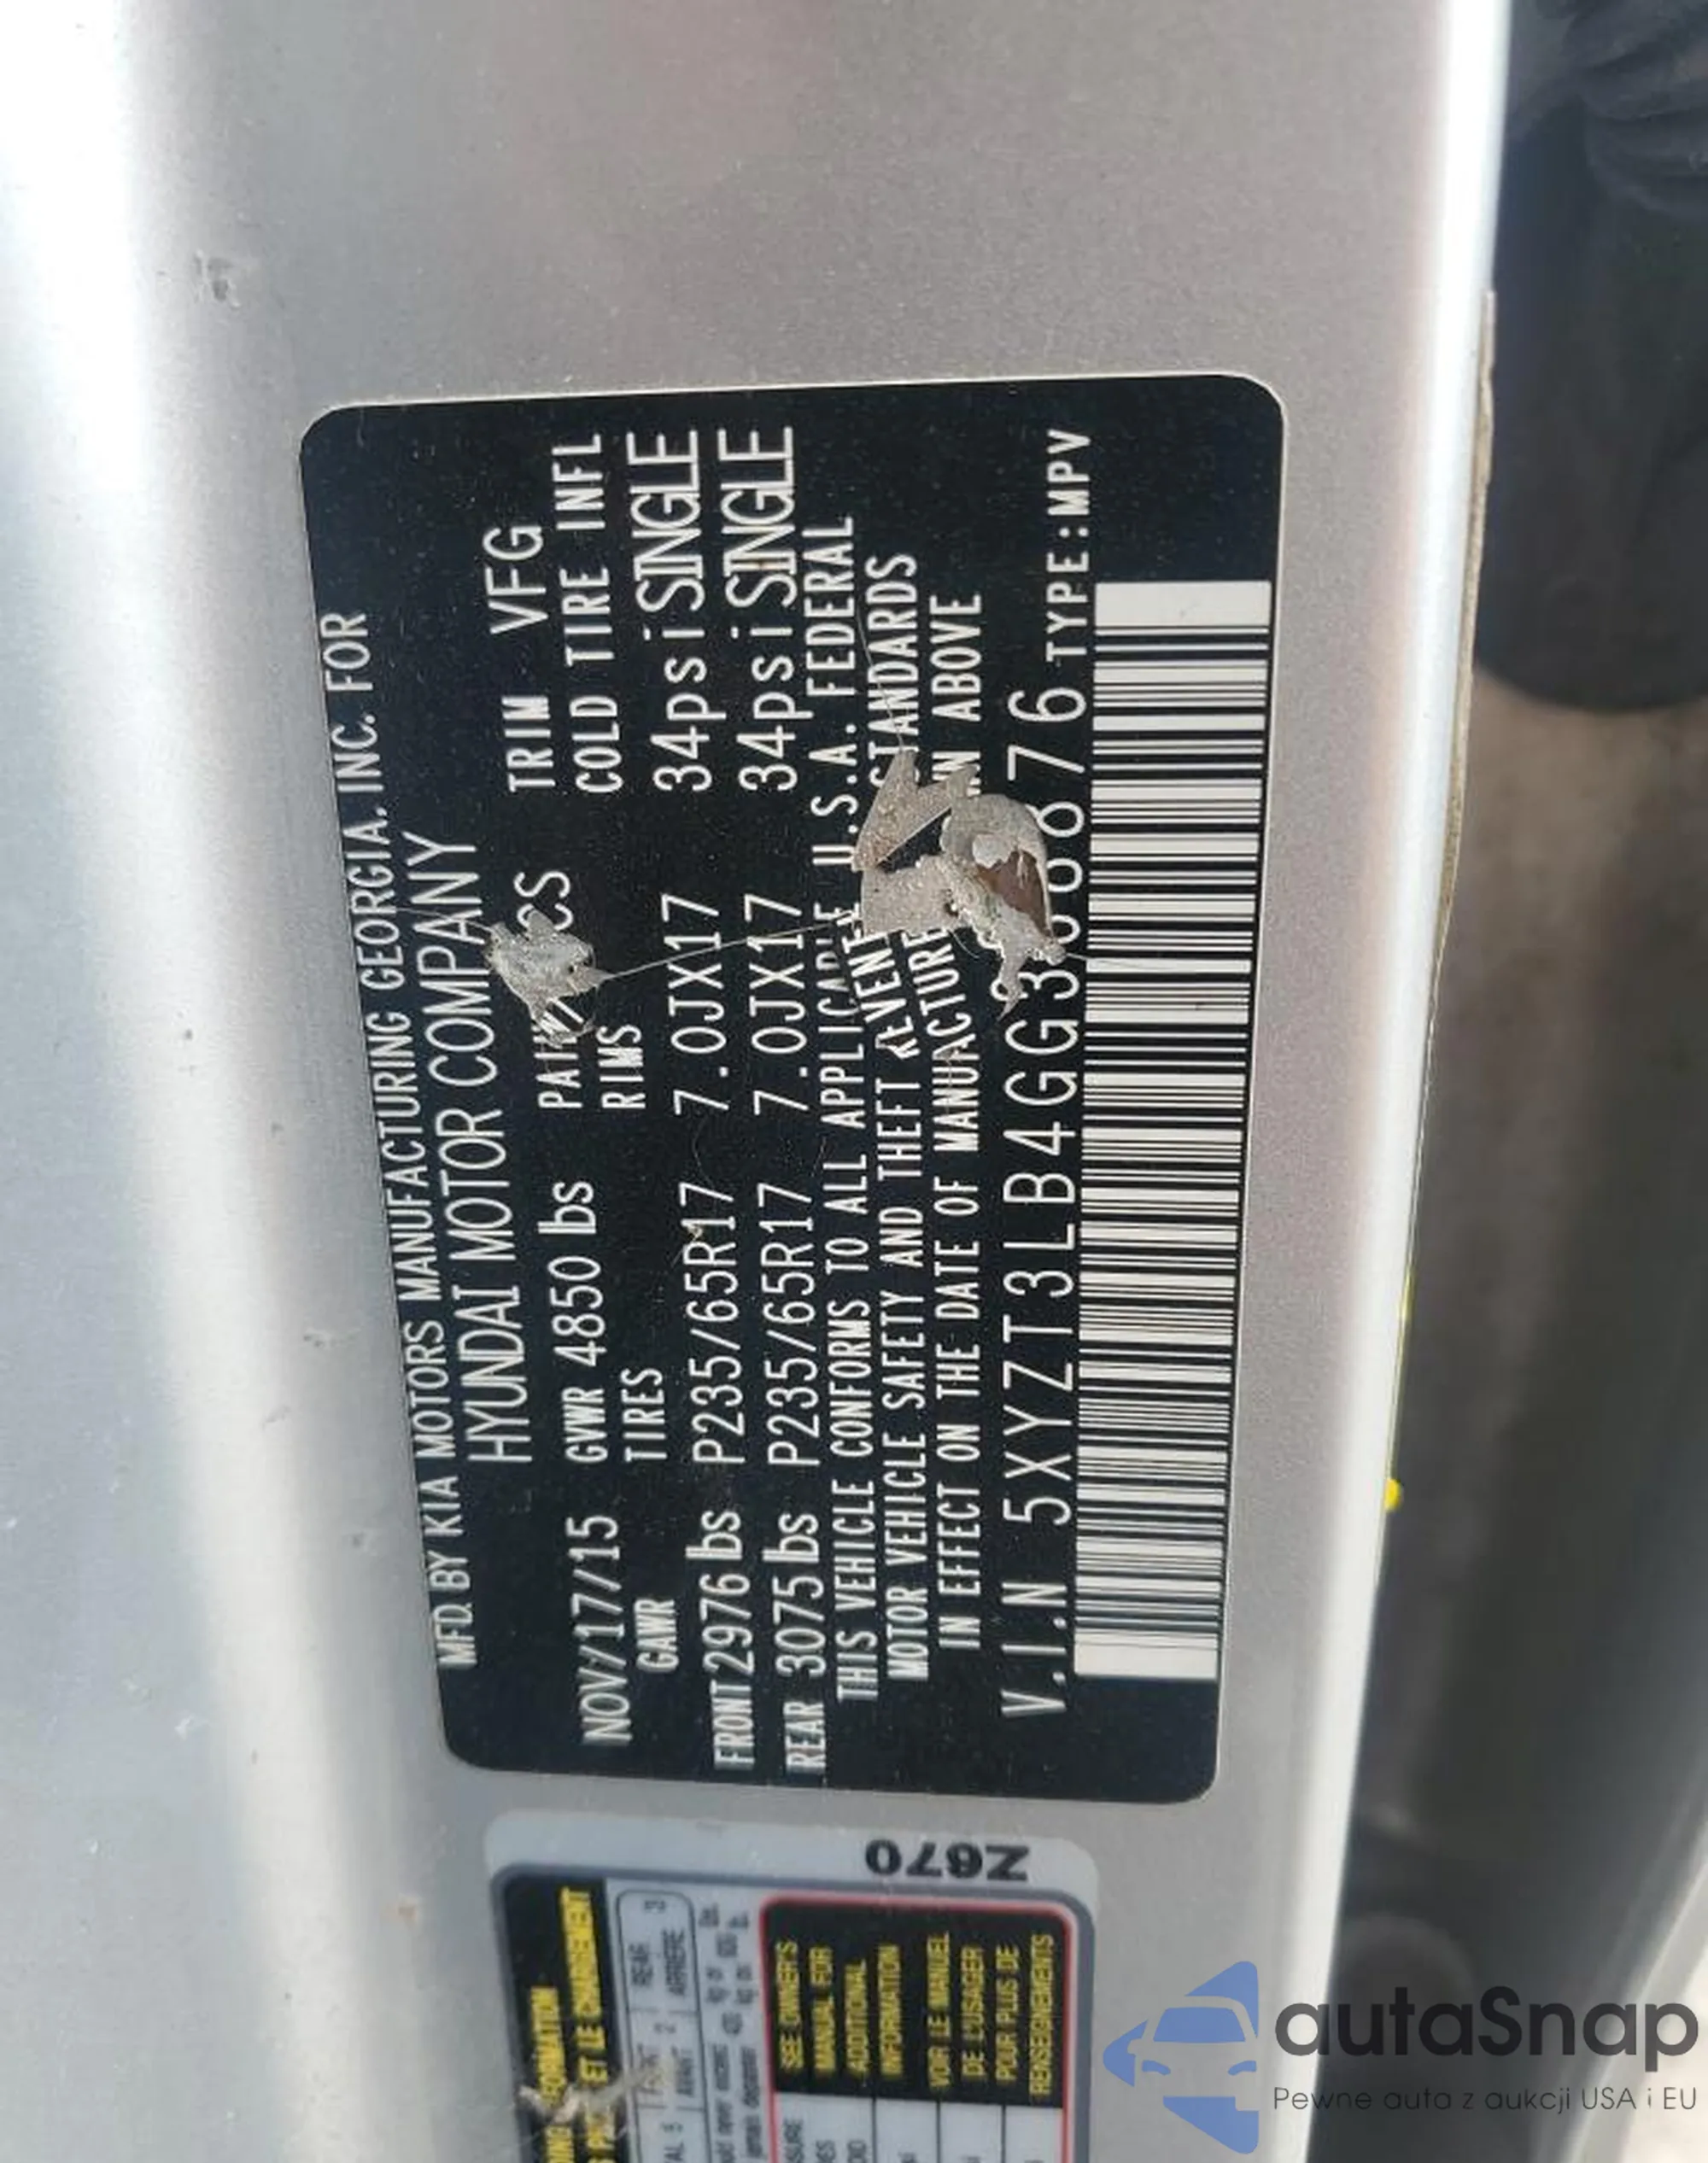 MFD. BY KIA MOTORS MANUFACTURING GEORGIA, INC. FOR
HYUNDAI MOTOR COMPANY
NOV/17/15 GVWR 4850 lbs TRIM VFG
GAWR TIRES RIMS COLD TIRE INFL
FRONT 2976 lbs P235/65R17 7.0JX17 34psi SINGLE
REAR 3075 lbs P235/65R17 7.0JX17 34psi SINGLE
THIS VEHICLE CONFORMS TO ALL APPLICABLE U.S.A. FEDERAL
MOTOR VEHICLE SAFETY AND THEFT STANDARDS
IN EFFECT ON THE DATE OF MANUFACTURE ABOVE
V.I.N TYPE:MPV
Z670
REAR
ARRIERE
SEE OWNER'S
MANUAL FOR
ADDITIONAL
INFORMATION
VOIR LE MANUEL
DE L'USAGER
POUR PLUS DE
RENSEIGNEMENTS
autaSnap
Pewne auta z aukcji USA i EU